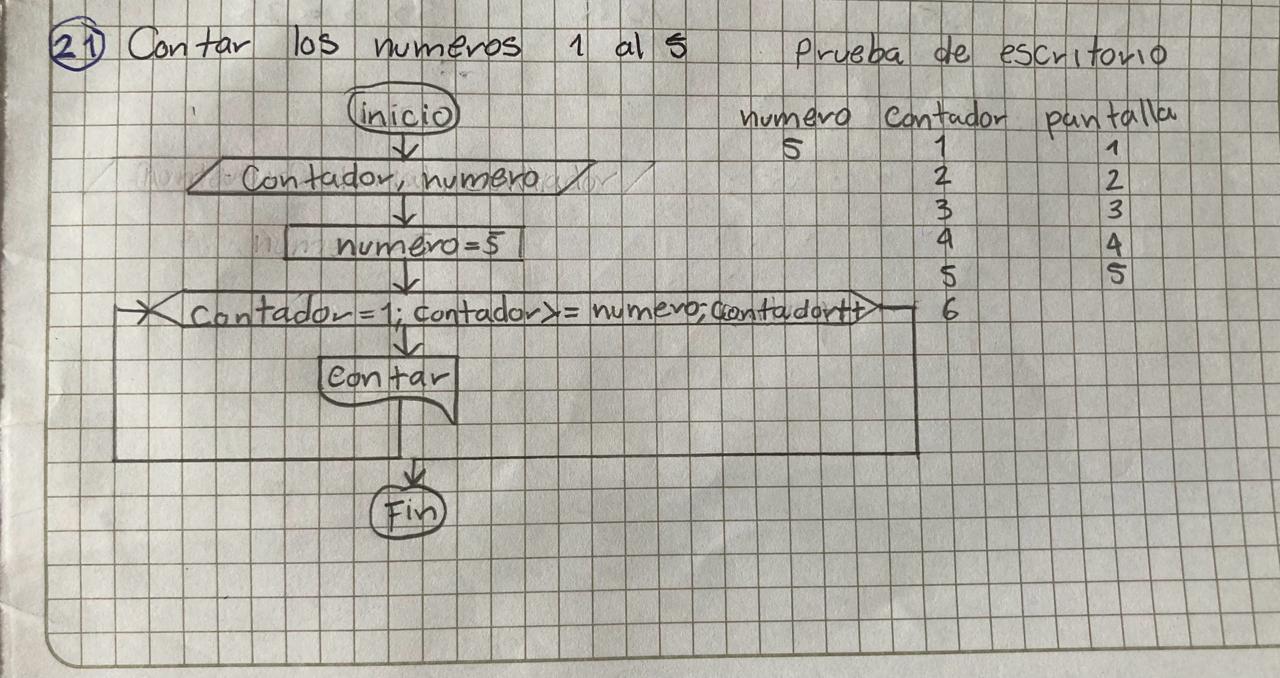 21 Contar los numeros 1 al 5
inicio
Contador, numero
numero=5
contador=1; contador>= numero; contador++
Contar
Fin
Prueba de escritorio
numero contador pantalla
5 1 1
2 2
3 3
4 4
5 5
6